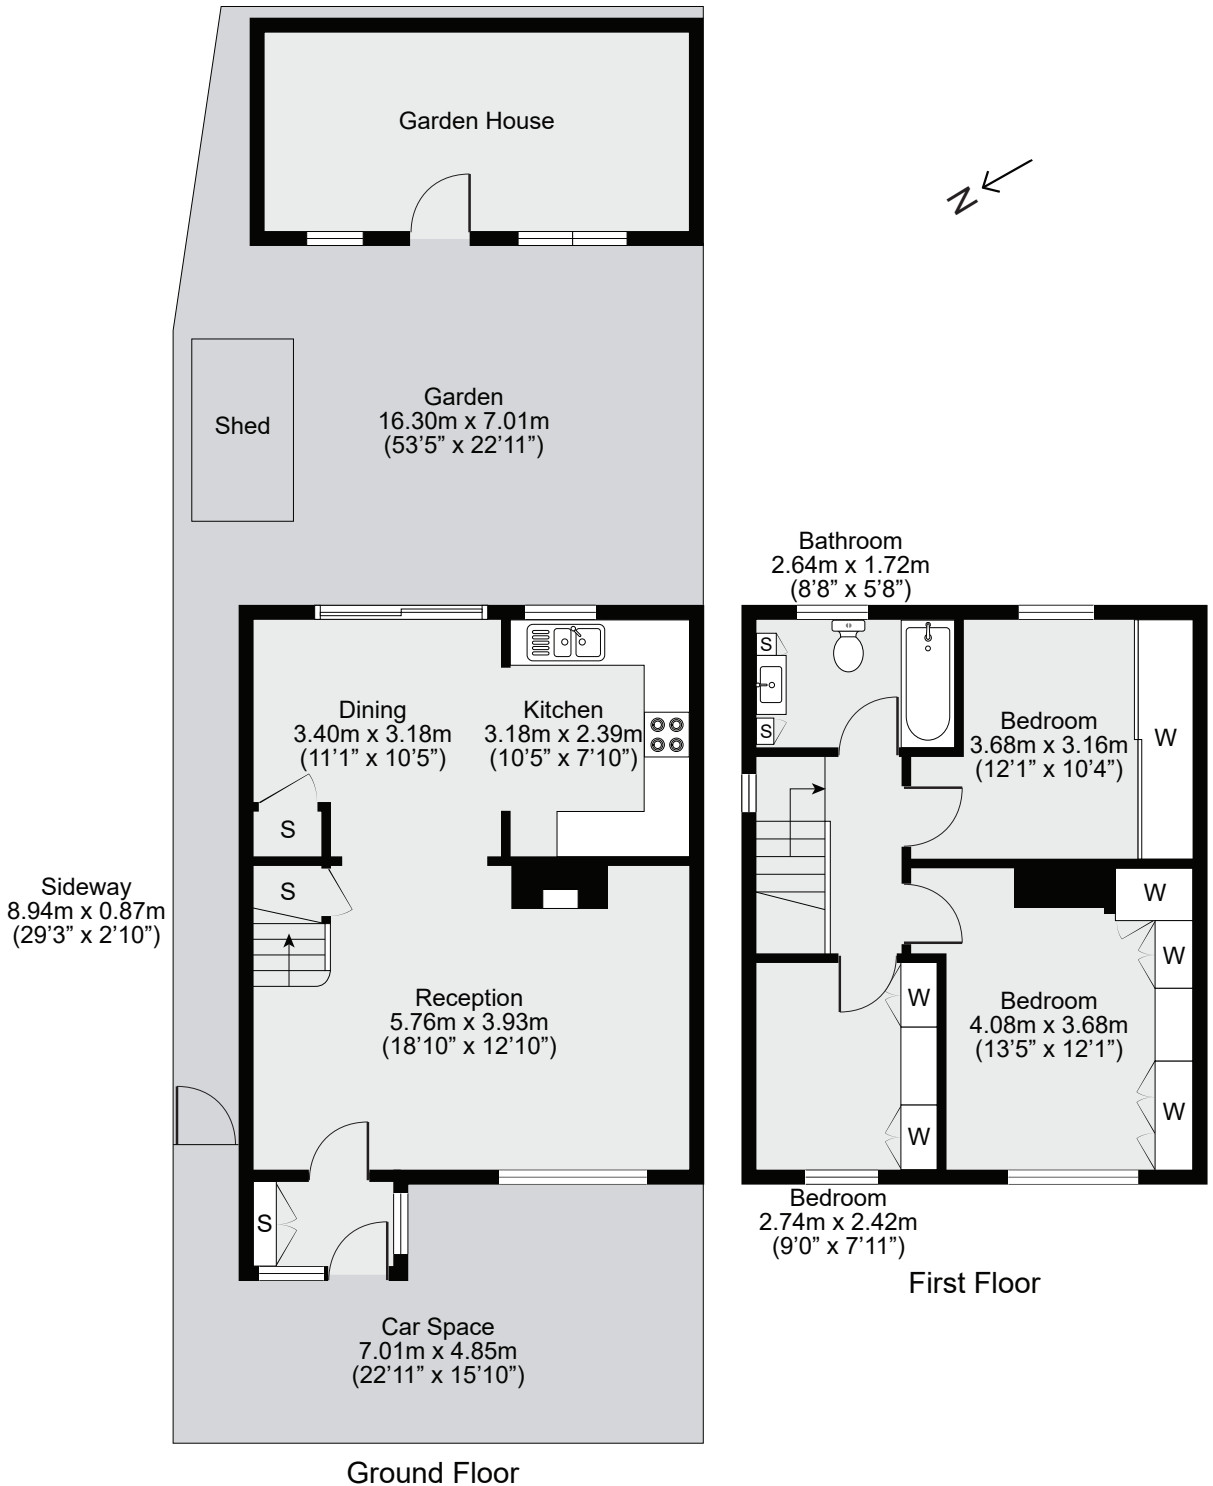 Garden House
N
Garden
16.30m x 7.01m
(53’5” x 22’11”)
Shed
Bathroom
2.64m x 1.72m
(8’8” x 5’8”)
S
S
Dining
3.40m x 3.18m
(11’1” x 10’5”)
Kitchen
3.18m x 2.39m
(10’5” x 7’10”)
Bedroom
3.68m x 3.16m
(12’1” x 10’4”)
W
S
S
Sideway
8.94m x 0.87m
(29’3” x 2’10”)
W
W
Reception
5.76m x 3.93m
(18’10” x 12’10”)
W
Bedroom
4.08m x 3.68m
(13’5” x 12’1”)
W
W
S
Bedroom
2.74m x 2.42m
(9’0” x 7’11”)
First Floor
Car Space
7.01m x 4.85m
(22’11” x 15’10”)
Ground Floor